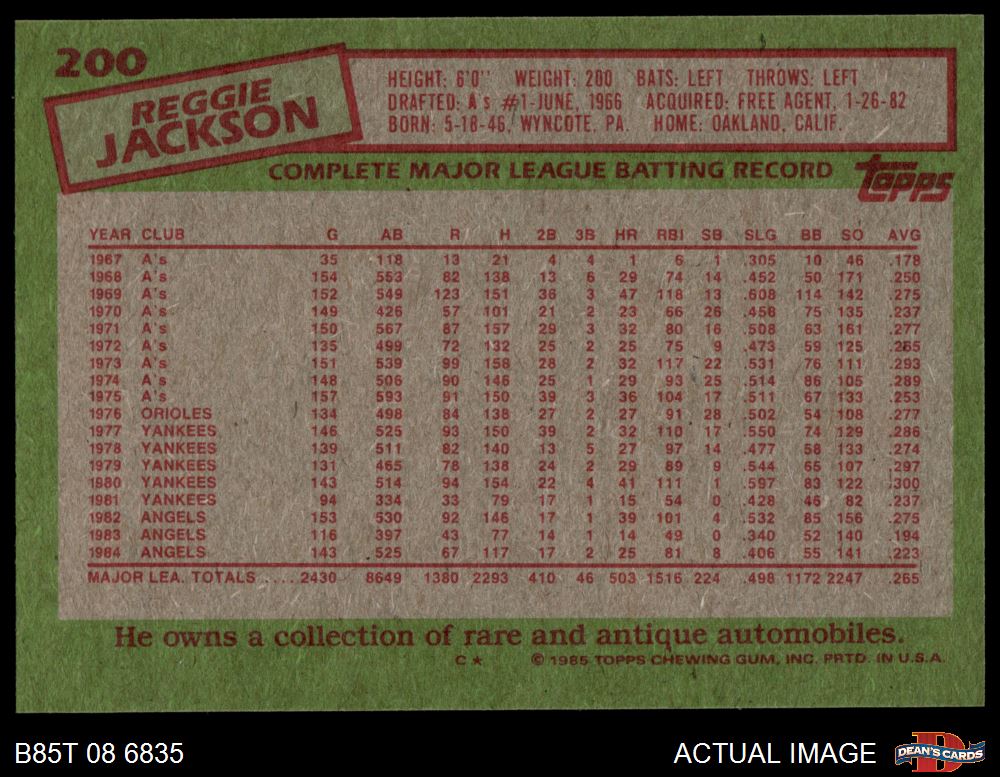 200
REGGIE
JACKSON
HEIGHT: 6'0" WEIGHT: 200 BATS: LEFT THROWS: LEFT
DRAFTED: A's #1-JUNE, 1966 ACQUIRED: FREE AGENT, 1-26-82
BORN: 5-18-46, WYNCOTE, PA. HOME: OAKLAND, CALIF.
COMPLETE MAJOR LEAGUE BATTING RECORD
topps
YEAR CLUB G AB R H 2B 3B HR RBI SB SLG BB SO AVG
1967 A's 35 118 13 21 4 4 1 6 1 .305 10 46 .178
1968 A's 154 553 82 138 13 6 29 74 14 .452 50 171 .250
1969 A's 152 549 123 151 36 3 47 118 13 .608 114 142 .275
1970 A's 149 426 57 101 21 2 23 66 26 .458 75 135 .237
1971 A's 150 567 87 157 29 3 32 80 16 .508 63 161 .277
1972 A's 135 499 72 132 25 2 25 75 9 .473 59 125 .265
1973 A's 151 539 99 158 28 2 32 117 22 .531 76 111 .293
1974 A's 148 506 90 146 25 1 29 93 25 .514 86 105 .289
1975 A's 157 593 91 150 39 3 36 104 17 .511 67 133 .253
1976 ORIOLES 134 498 84 138 27 2 27 91 28 .502 54 108 .277
1977 YANKEES 146 525 93 150 39 2 32 110 17 .550 74 129 .286
1978 YANKEES 139 511 82 140 13 5 27 97 14 .477 58 133 .274
1979 YANKEES 131 465 78 138 24 2 29 89 9 .544 65 107 .297
1980 YANKEES 143 514 94 154 22 4 41 111 1 .597 83 122 .300
1981 YANKEES 94 334 33 79 17 1 15 54 0 .428 46 82 .237
1982 ANGELS 153 530 92 146 17 1 39 101 4 .532 85 156 .275
1983 ANGELS 116 397 43 77 14 1 14 49 0 .340 52 140 .194
1984 ANGELS 143 525 67 117 17 2 25 81 8 .406 55 141 .223
MAJOR LEA. TOTALS .....2430 8649 1380 2293 410 46 503 1516 224 .498 1172 2247 .265
He owns a collection of rare and antique automobiles.
C ★ © 1985 TOPPS CHEWING GUM, INC. PRTD. IN U.S.A.
B85T 08 6835
ACTUAL IMAGE
D
DEAN'S CARDS